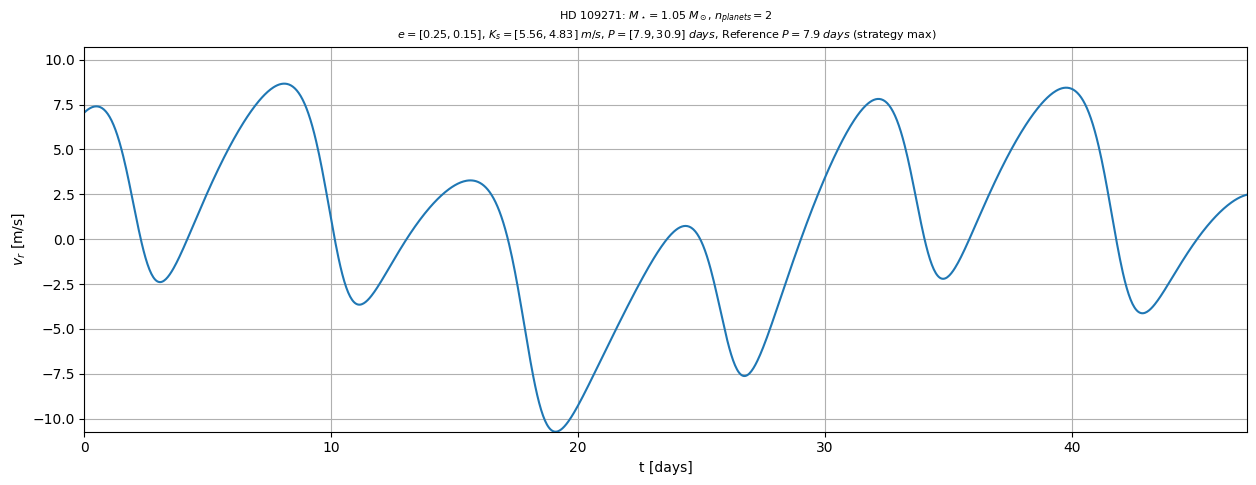 HD 109271: $M_\star = 1.05\ M_\odot$, $n_{planets} = 2$
$e = [0.25, 0.15]$, $K_s = [5.56, 4.83]\ m/s$, $P = [7.9, 30.9]\ days$, Reference $P = 7.9\ days$ (strategy max)
10.0
7.5
5.0
2.5
0.0
−2.5
−5.0
−7.5
−10.0
$v_r$ [m/s]
0 10 20 30 40
t [days]